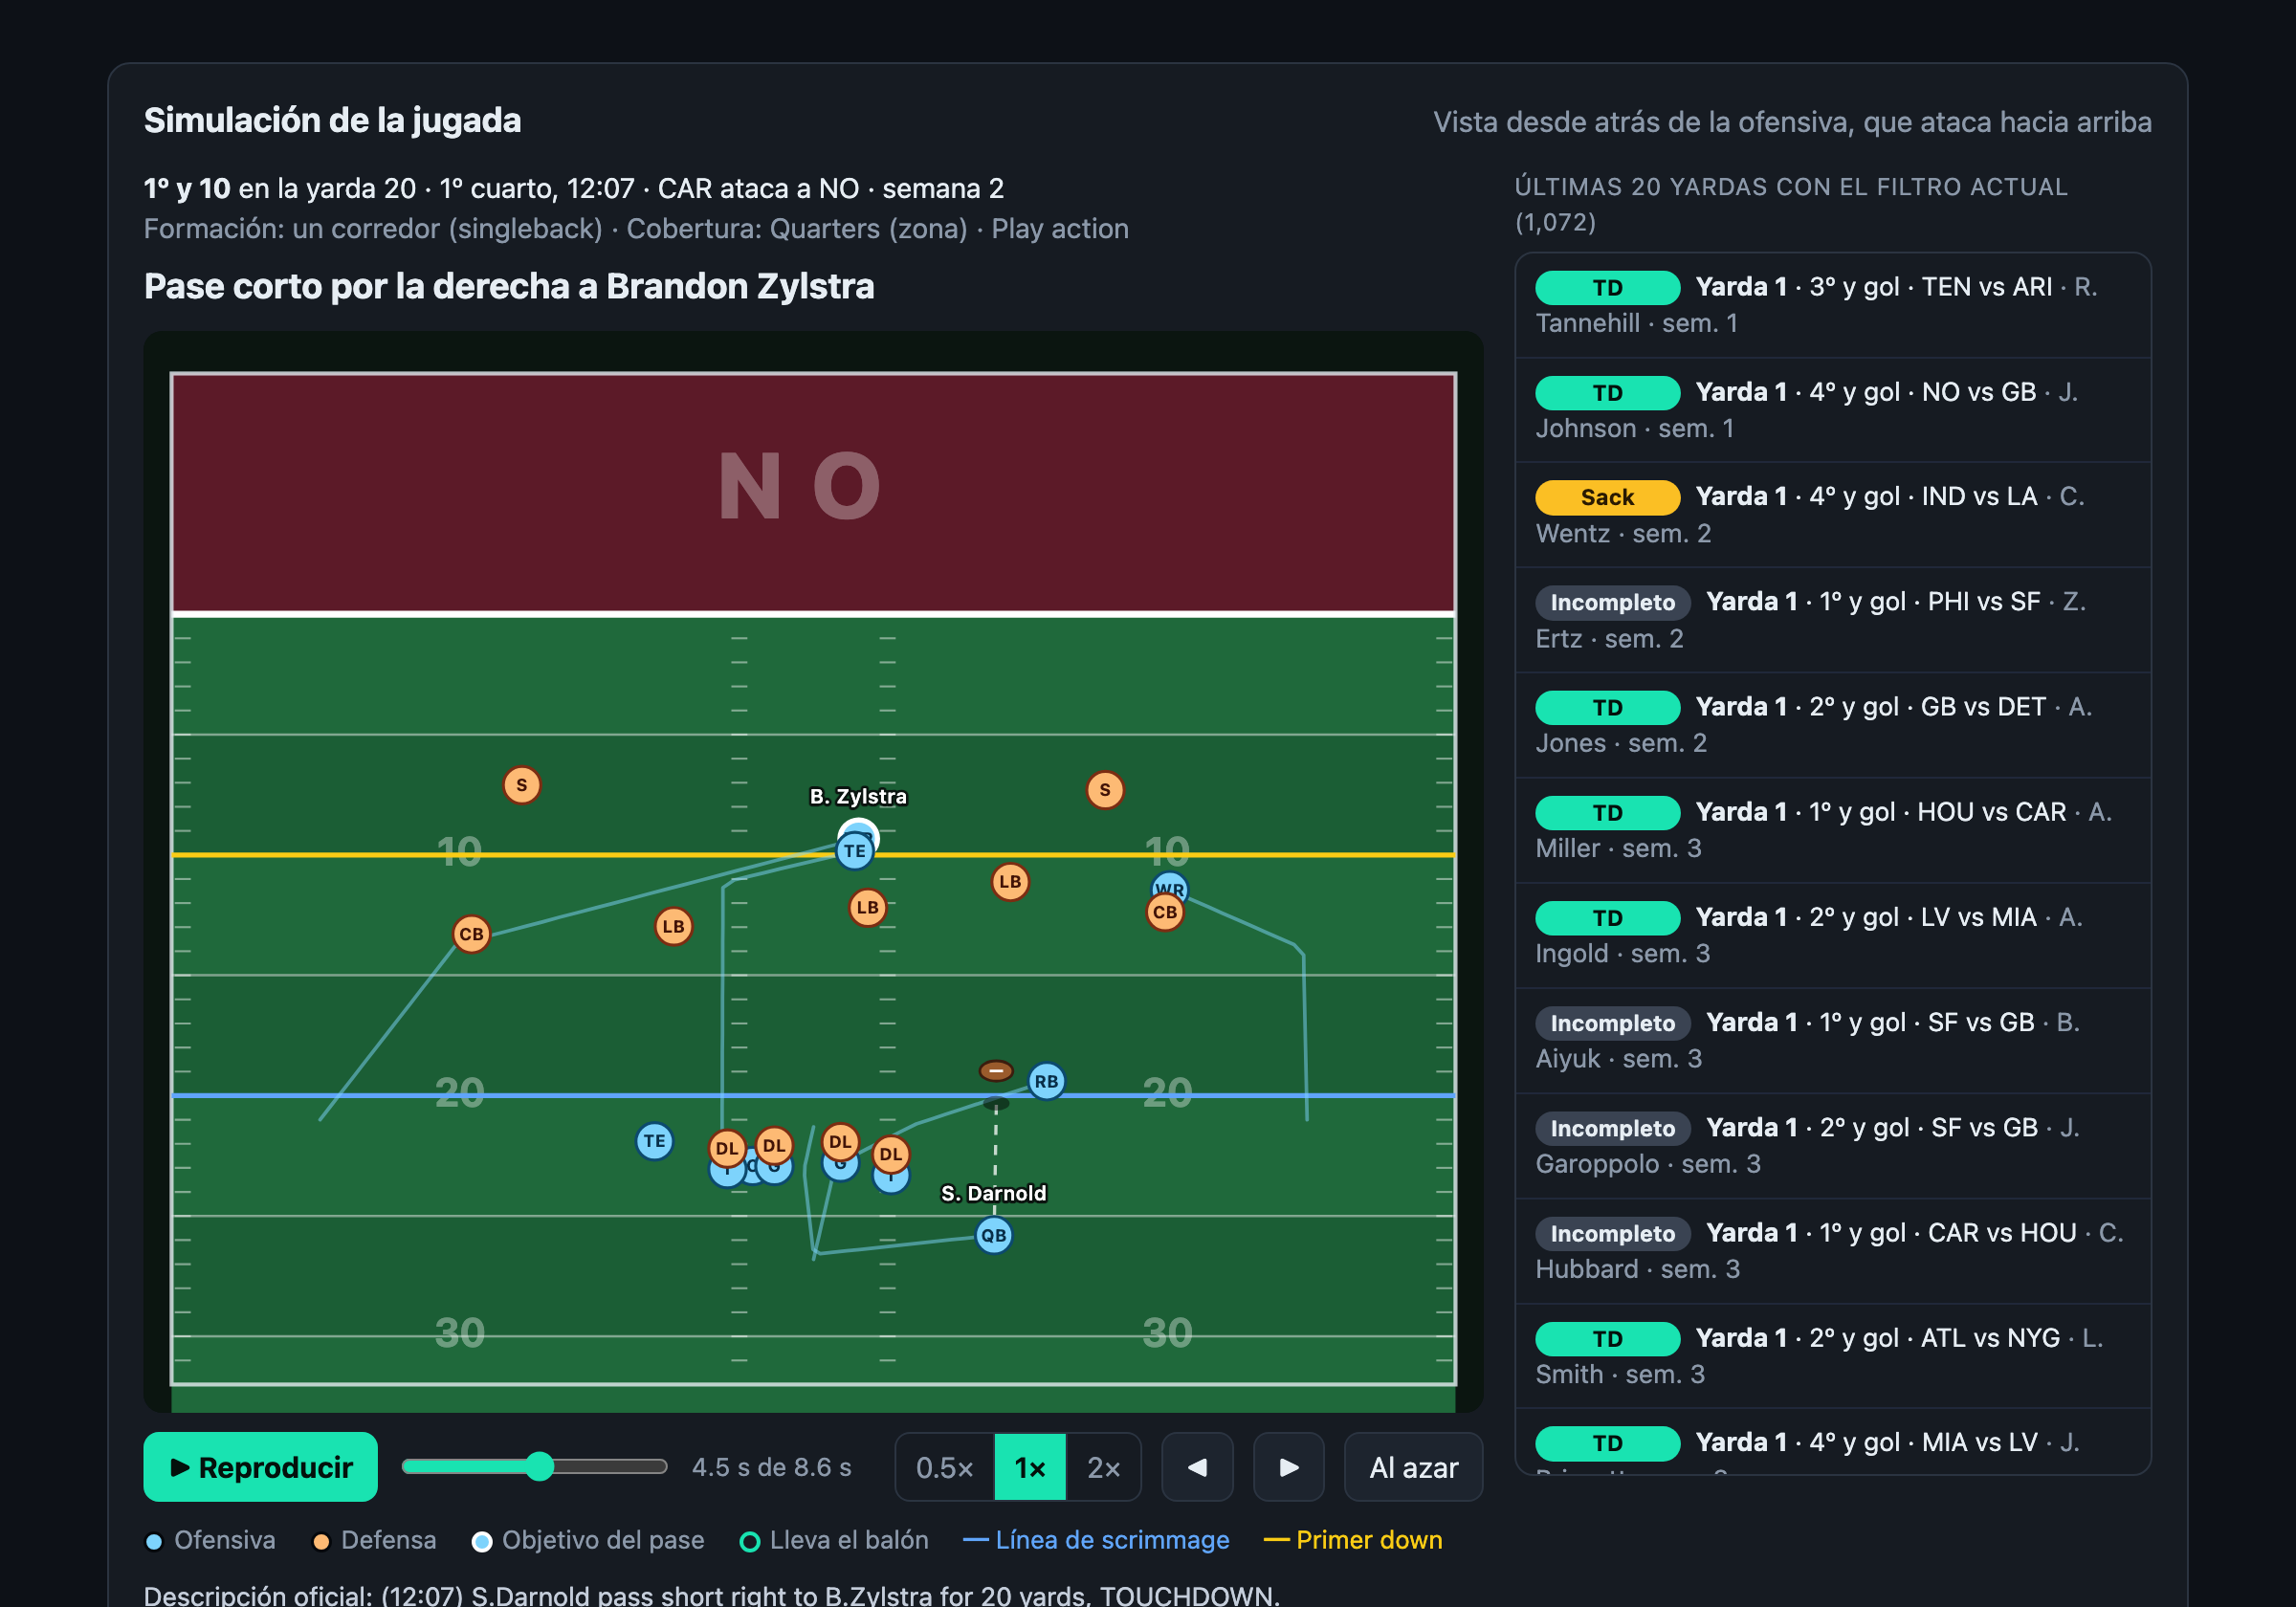 Simulación de la jugada
Vista desde atrás de la ofensiva, que ataca hacia arriba
1º y 10 en la yarda 20 · 1º cuarto, 12:07 · CAR ataca a NO · semana 2
Formación: un corredor (singleback) · Cobertura: Quarters (zona) · Play action
Pase corto por la derecha a Brandon Zylstra
NO
S
B. Zylstra
S
TE
10
10
LB
WR
LB
CB
LB
CB
RB
20
20
TE
DL
DL
DL
DL
G
S. Darnold
QB
30
30
▶ Reproducir
4.5 s de 8.6 s
0.5×
1×
2×
◀
▶
Al azar
Ofensiva
Defensa
Objetivo del pase
Lleva el balón
Línea de scrimmage
Primer down
Descripción oficial: (12:07) S.Darnold pass short right to B.Zylstra for 20 yards, TOUCHDOWN.
ÚLTIMAS 20 YARDAS CON EL FILTRO ACTUAL
(1,072)
TD Yarda 1 · 3º y gol · TEN vs ARI · R.
Tannehill · sem. 1
TD Yarda 1 · 4º y gol · NO vs GB · J.
Johnson · sem. 1
Sack Yarda 1 · 4º y gol · IND vs LA · C.
Wentz · sem. 2
Incompleto Yarda 1 · 1º y gol · PHI vs SF · Z.
Ertz · sem. 2
TD Yarda 1 · 2º y gol · GB vs DET · A.
Jones · sem. 2
TD Yarda 1 · 1º y gol · HOU vs CAR · A.
Miller · sem. 3
TD Yarda 1 · 2º y gol · LV vs MIA · A.
Ingold · sem. 3
Incompleto Yarda 1 · 1º y gol · SF vs GB · B.
Aiyuk · sem. 3
Incompleto Yarda 1 · 2º y gol · SF vs GB · J.
Garoppolo · sem. 3
Incompleto Yarda 1 · 1º y gol · CAR vs HOU · C.
Hubbard · sem. 3
TD Yarda 1 · 2º y gol · ATL vs NYG · L.
Smith · sem. 3
TD Yarda 1 · 4º y gol · MIA vs LV · J.